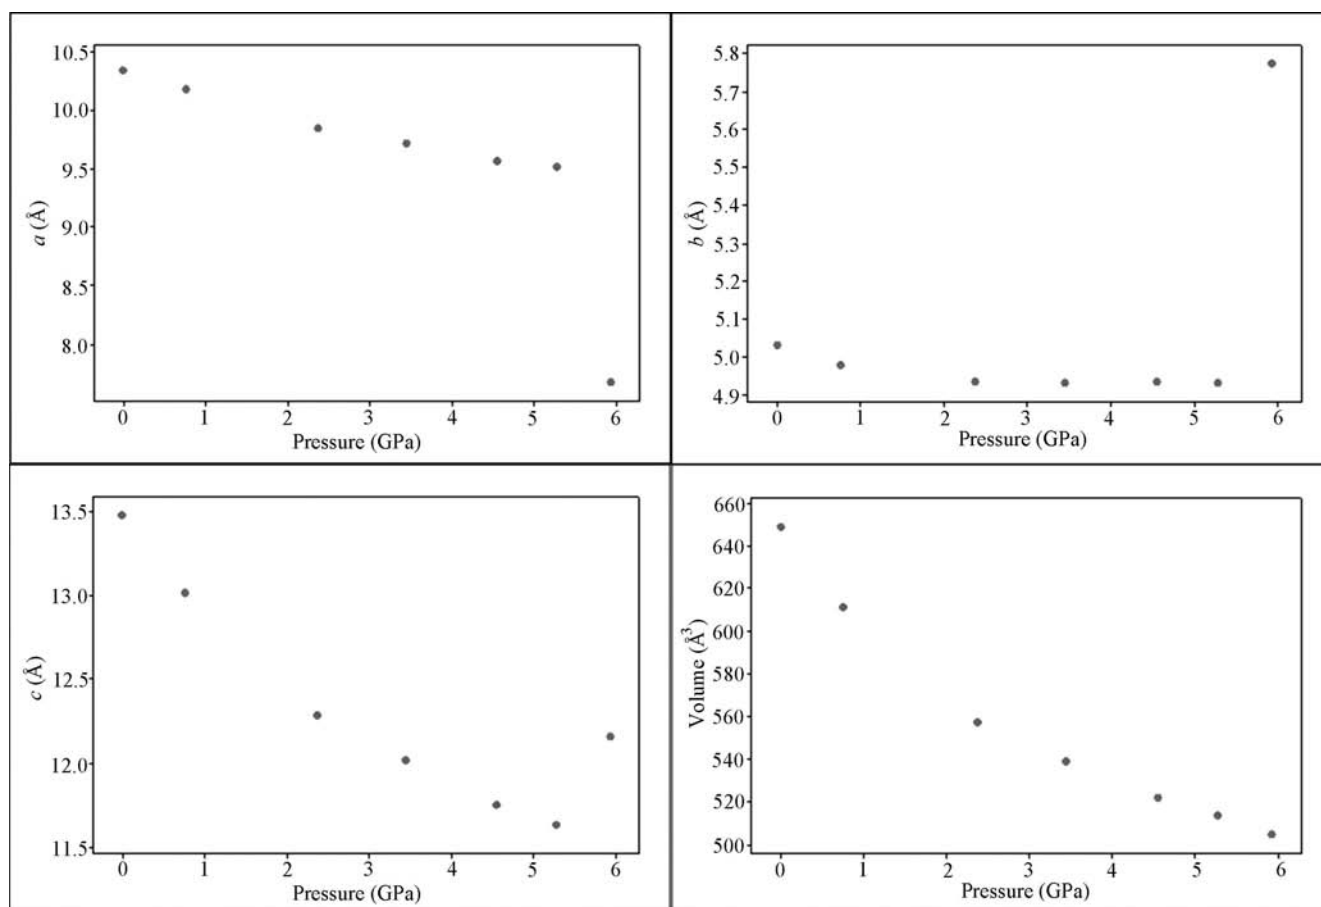 10.5
10.0
9.5
9.0
8.5
8.0
a (Å)
0 1 2 3 4 5 6
Pressure (GPa)
5.8
5.7
5.6
5.5
5.4
5.3
5.2
5.1
5.0
4.9
b (Å)
0 1 2 3 4 5 6
Pressure (GPa)
13.5
13.0
12.5
12.0
11.5
c (Å)
0 1 2 3 4 5 6
Pressure (GPa)
660
640
620
600
580
560
540
520
500
Volume (Å³)
0 1 2 3 4 5 6
Pressure (GPa)